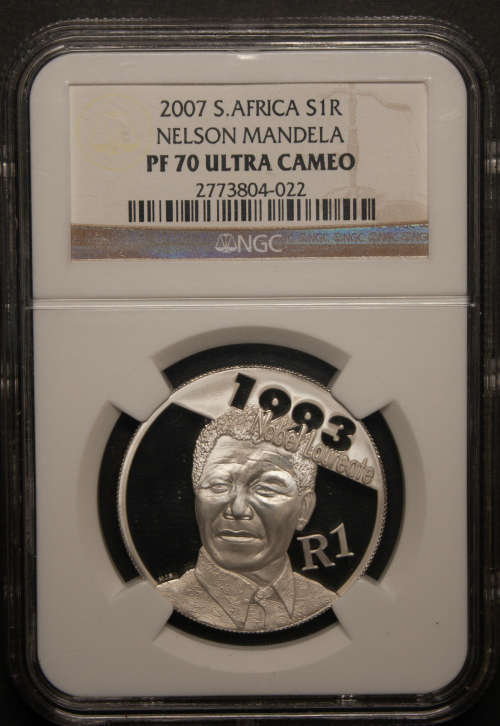 2007 S.AFRICA S1R
NELSON MANDELA
PF 70 ULTRA CAMEO
2773804-022
NGC
1993
Nobel Laureate
R1